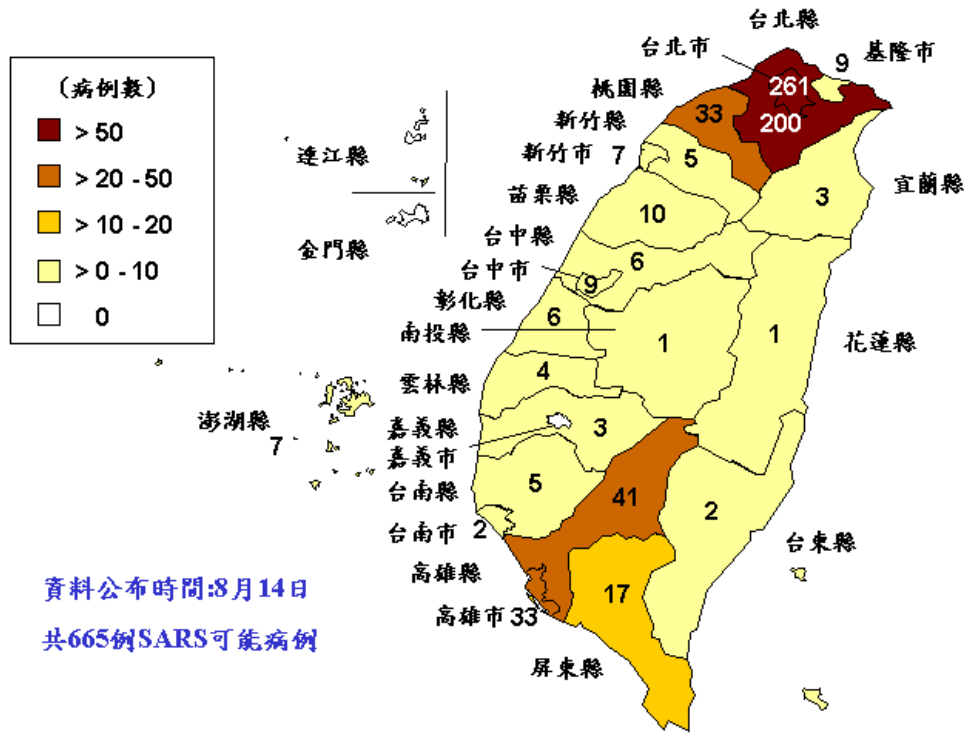 (病例數)
> 50
> 20 - 50
> 10 - 20
> 0 - 10
0
台北縣
台北市
基隆市
9
261
200
桃園縣
33
新竹縣
5
新竹市
7
宜蘭縣
3
苗栗縣
10
連江縣
金門縣
台中縣
6
台中市
9
彰化縣
6
南投縣
1
花蓮縣
1
雲林縣
4
澎湖縣
7
嘉義縣
3
嘉義市
台南縣
5
台南市
2
高雄縣
41
高雄市
33
屏東縣
17
台東縣
2
資料公布時間:8月14日
共665例SARS可能病例